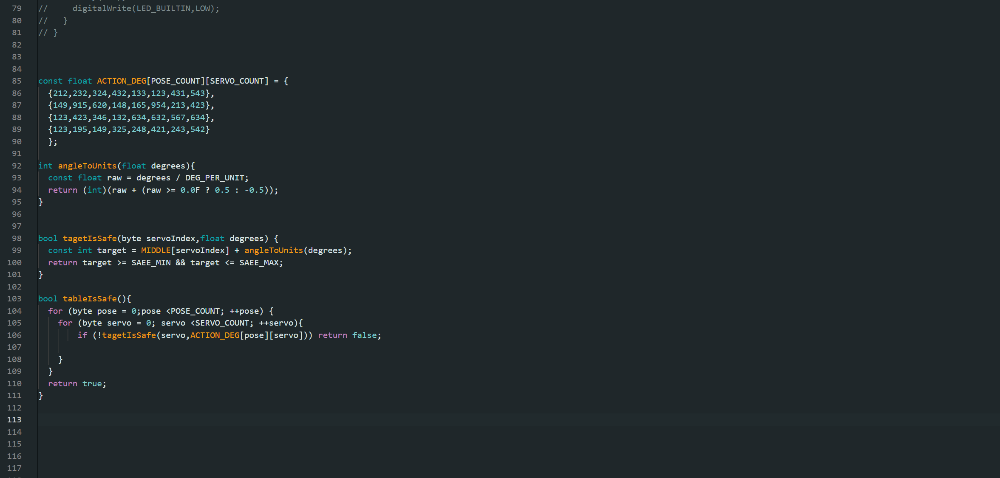 79 //     digitalWrite(LED_BUILTIN,LOW);
80 //   }
81 // }
82
83
84
85 const float ACTION_DEG[POSE_COUNT][SERVO_COUNT] = {
86   {212,232,324,432,133,123,431,543},
87   {149,915,620,148,165,954,213,423},
88   {123,423,346,132,634,632,567,634},
89   {123,195,149,325,248,421,243,542}
90   };
91
92 int angleToUnits(float degrees){
93   const float raw = degrees / DEG_PER_UNIT;
94   return (int)(raw + (raw >= 0.0F ? 0.5 : -0.5));
95 }
96
97
98 bool tagetIsSafe(byte servoIndex,float degrees) {
99   const int target = MIDDLE[servoIndex] + angleToUnits(degrees);
100   return target >= SAEE_MIN && target <= SAEE_MAX;
101 }
102
103 bool tableIsSafe(){
104   for (byte pose = 0;pose <POSE_COUNT; ++pose) {
105     for (byte servo = 0; servo <SERVO_COUNT; ++servo){
106         if (!tagetIsSafe(servo,ACTION_DEG[pose][servo])) return false;
107
108     }
109   }
110   return true;
111 }
112
113
114
115
116
117